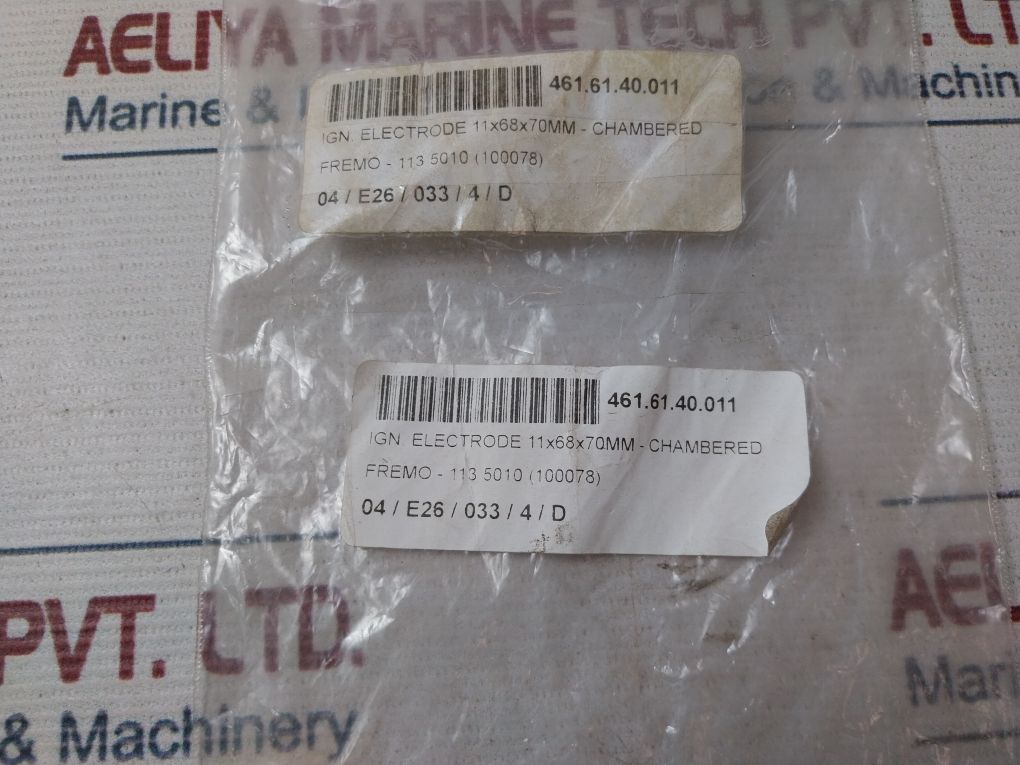 AELIYA MARINE TECH PVT. LT
Marine & & Machin
461.61.40.011
IGN. ELECTRODE 11x68x70MM - CHAMBERED
FREMO - 113 5010 (100078)
04 / E26 / 033 / 4 / D
461.61.40.011
IGN. ELECTRODE 11x68x70MM - CHAMBERED
FREMO - 113 5010 (100078)
04 / E26 / 033 / 4 / D
PVT. LTD.
& Machinery
AEL
Mari